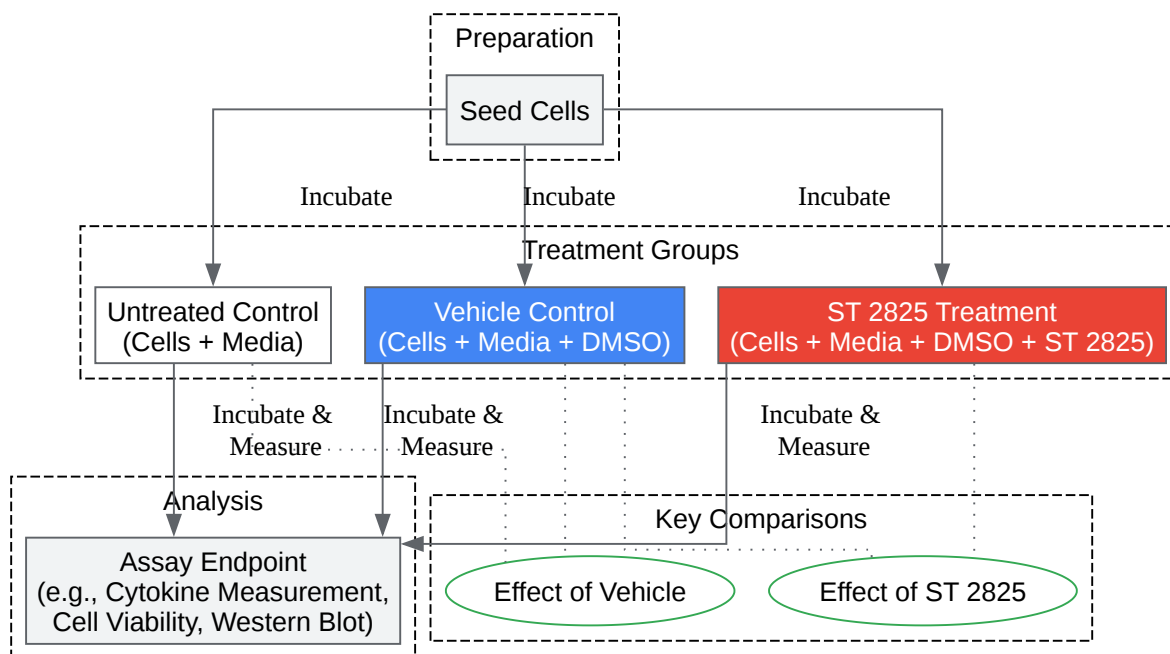 Preparation
Seed Cells
Incubate
Incubate
Incubate
Treatment Groups
Untreated Control
(Cells + Media)
Vehicle Control
(Cells + Media + DMSO)
ST 2825 Treatment
(Cells + Media + DMSO + ST 2825)
Incubate &
Measure
Incubate &
Measure
Incubate &
Measure
Analysis
Assay Endpoint
(e.g., Cytokine Measurement,
Cell Viability, Western Blot)
Key Comparisons
Effect of Vehicle
Effect of ST 2825